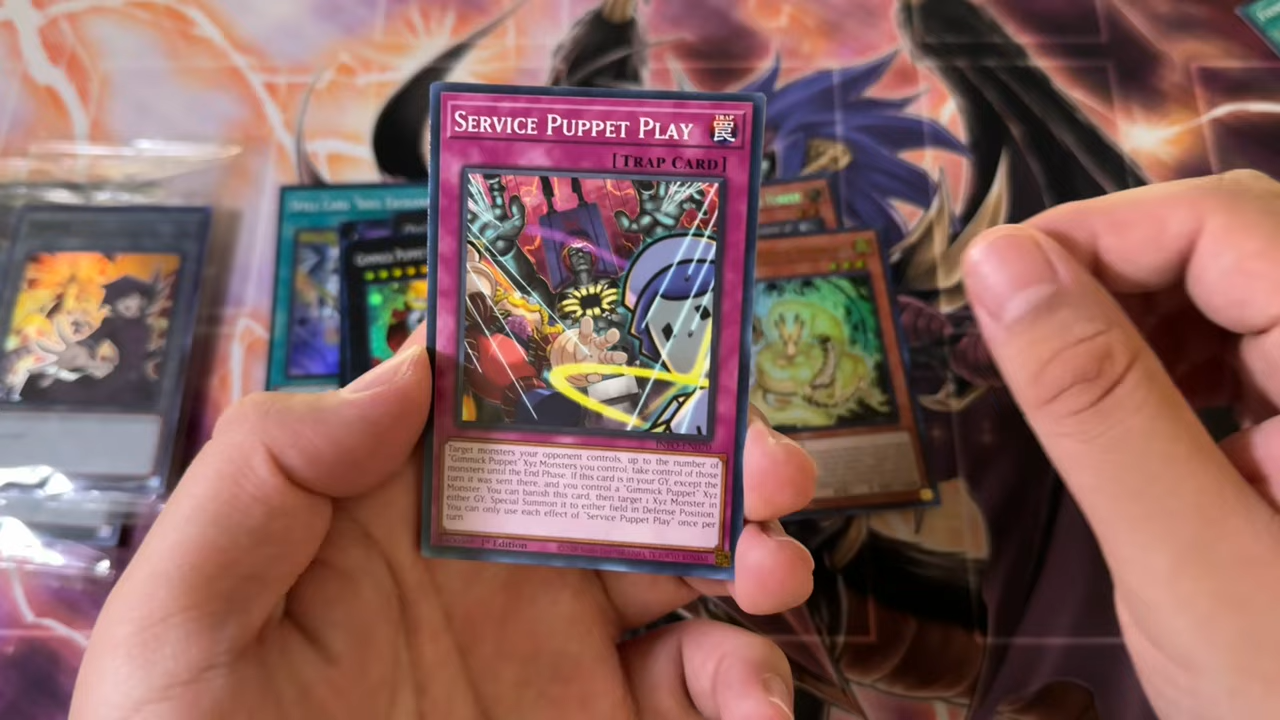 SERVICE PUPPET PLAY
TRAP
罠
[TRAP CARD]
Target monsters your opponent controls, up to the number of
"Gimmick Puppet" Xyz Monsters you control; take control of those
monsters until the End Phase. If this card is in your GY, except the
turn it was sent there, and you control a "Gimmick Puppet" Xyz
Monster: You can banish this card, then target 1 Xyz Monster in
either GY; Special Summon it to either field in Defense Position.
You can only use each effect of "Service Puppet Play" once per
turn
1st Edition
GIMMICK PUPPET